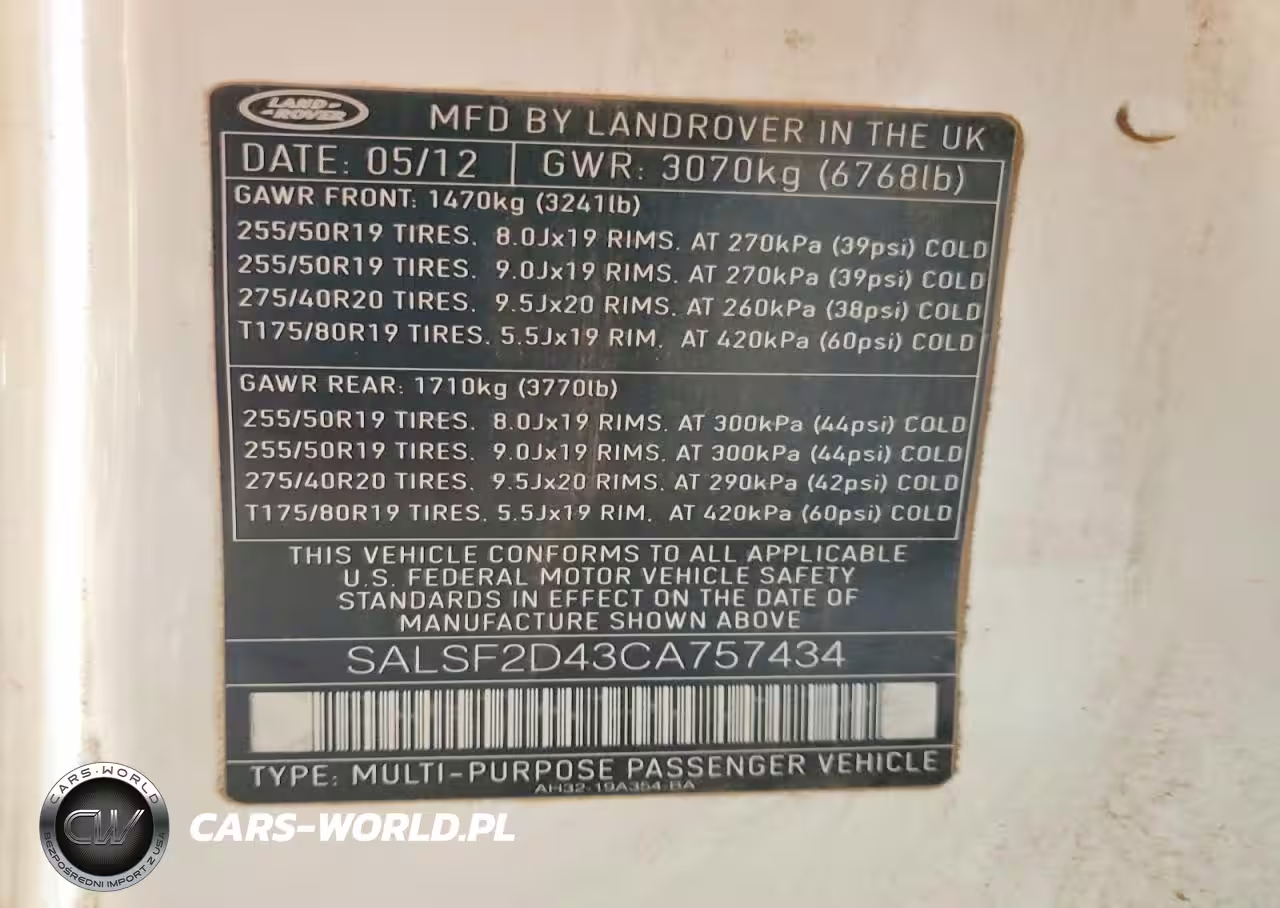 LAND-
-ROVER
MFD BY LANDROVER IN THE UK
DATE: 05/12 GWR: 3070kg (6768lb)
GAWR FRONT: 1470kg (3241lb)
255/50R19 TIRES. 8.0Jx19 RIMS. AT 270kPa (39psi) COLD
255/50R19 TIRES. 9.0Jx19 RIMS. AT 270kPa (39psi) COLD
275/40R20 TIRES. 9.5Jx20 RIMS. AT 260kPa (38psi) COLD
T175/80R19 TIRES. 5.5Jx19 RIM. AT 420kPa (60psi) COLD
GAWR REAR: 1710kg (3770lb)
255/50R19 TIRES. 8.0Jx19 RIMS. AT 300kPa (44psi) COLD
255/50R19 TIRES. 9.0Jx19 RIMS. AT 300kPa (44psi) COLD
275/40R20 TIRES. 9.5Jx20 RIMS. AT 290kPa (42psi) COLD
T175/80R19 TIRES. 5.5Jx19 RIM. AT 420kPa (60psi) COLD
THIS VEHICLE CONFORMS TO ALL APPLICABLE
U.S. FEDERAL MOTOR VEHICLE SAFETY
STANDARDS IN EFFECT ON THE DATE OF
MANUFACTURE SHOWN ABOVE
SALSF2D43CA757434
TYPE: MULTI-PURPOSE PASSENGER VEHICLE
AH32-19A354-BA
CARS-WORLD
CW
BEZPOŚREDNI IMPORT Z USA
CARS-WORLD.PL